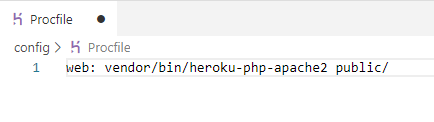 Procfile
config > Procfile
1 web: vendor/bin/heroku-php-apache2 public/